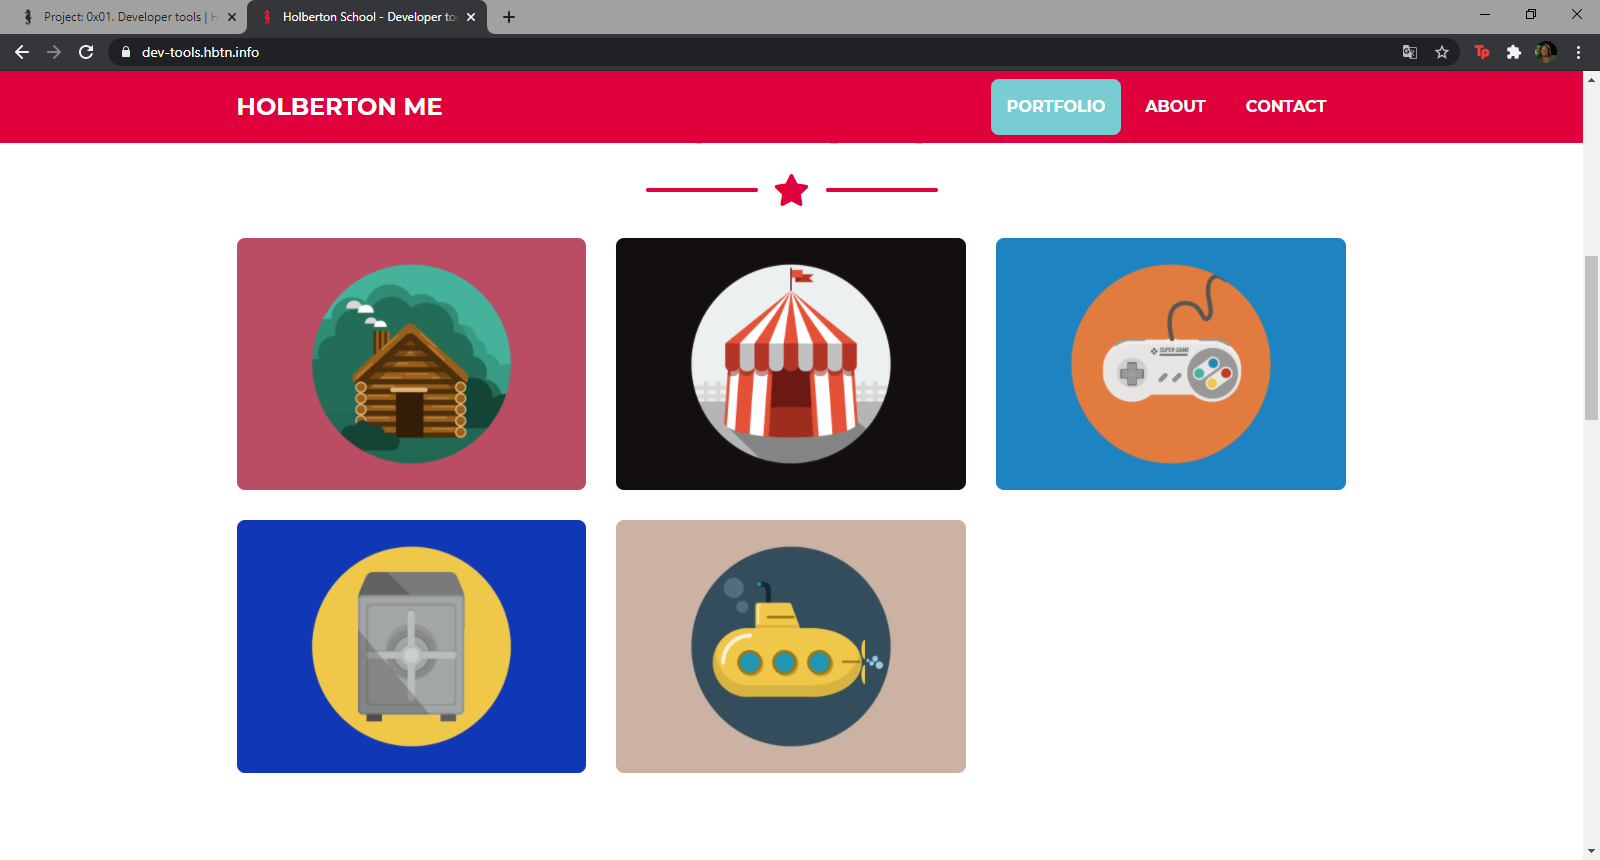 Project: 0x01. Developer tools | H
Holberton School - Developer to
dev-tools.hbtn.info
Tp
HOLBERTON ME
PORTFOLIO
ABOUT
CONTACT
SUPER GAME